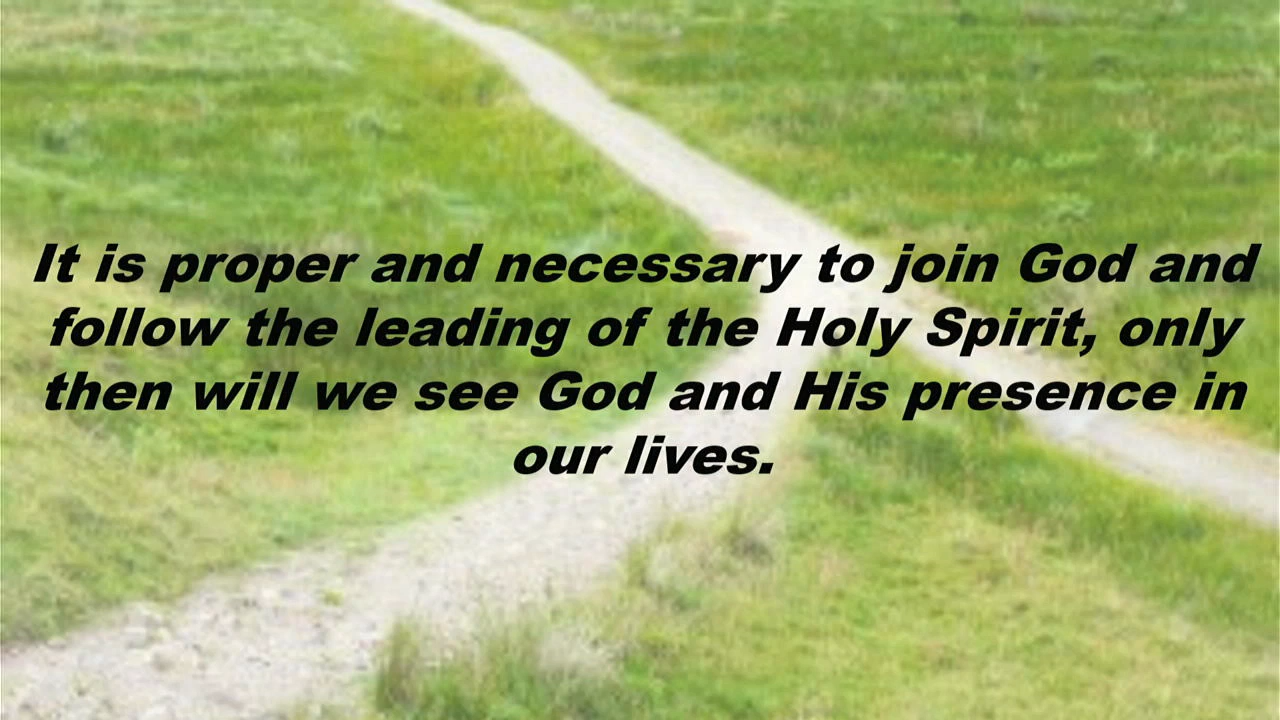 It is proper and necessary to join God and
follow the leading of the Holy Spirit, only
then will we see God and His presence in
our lives.